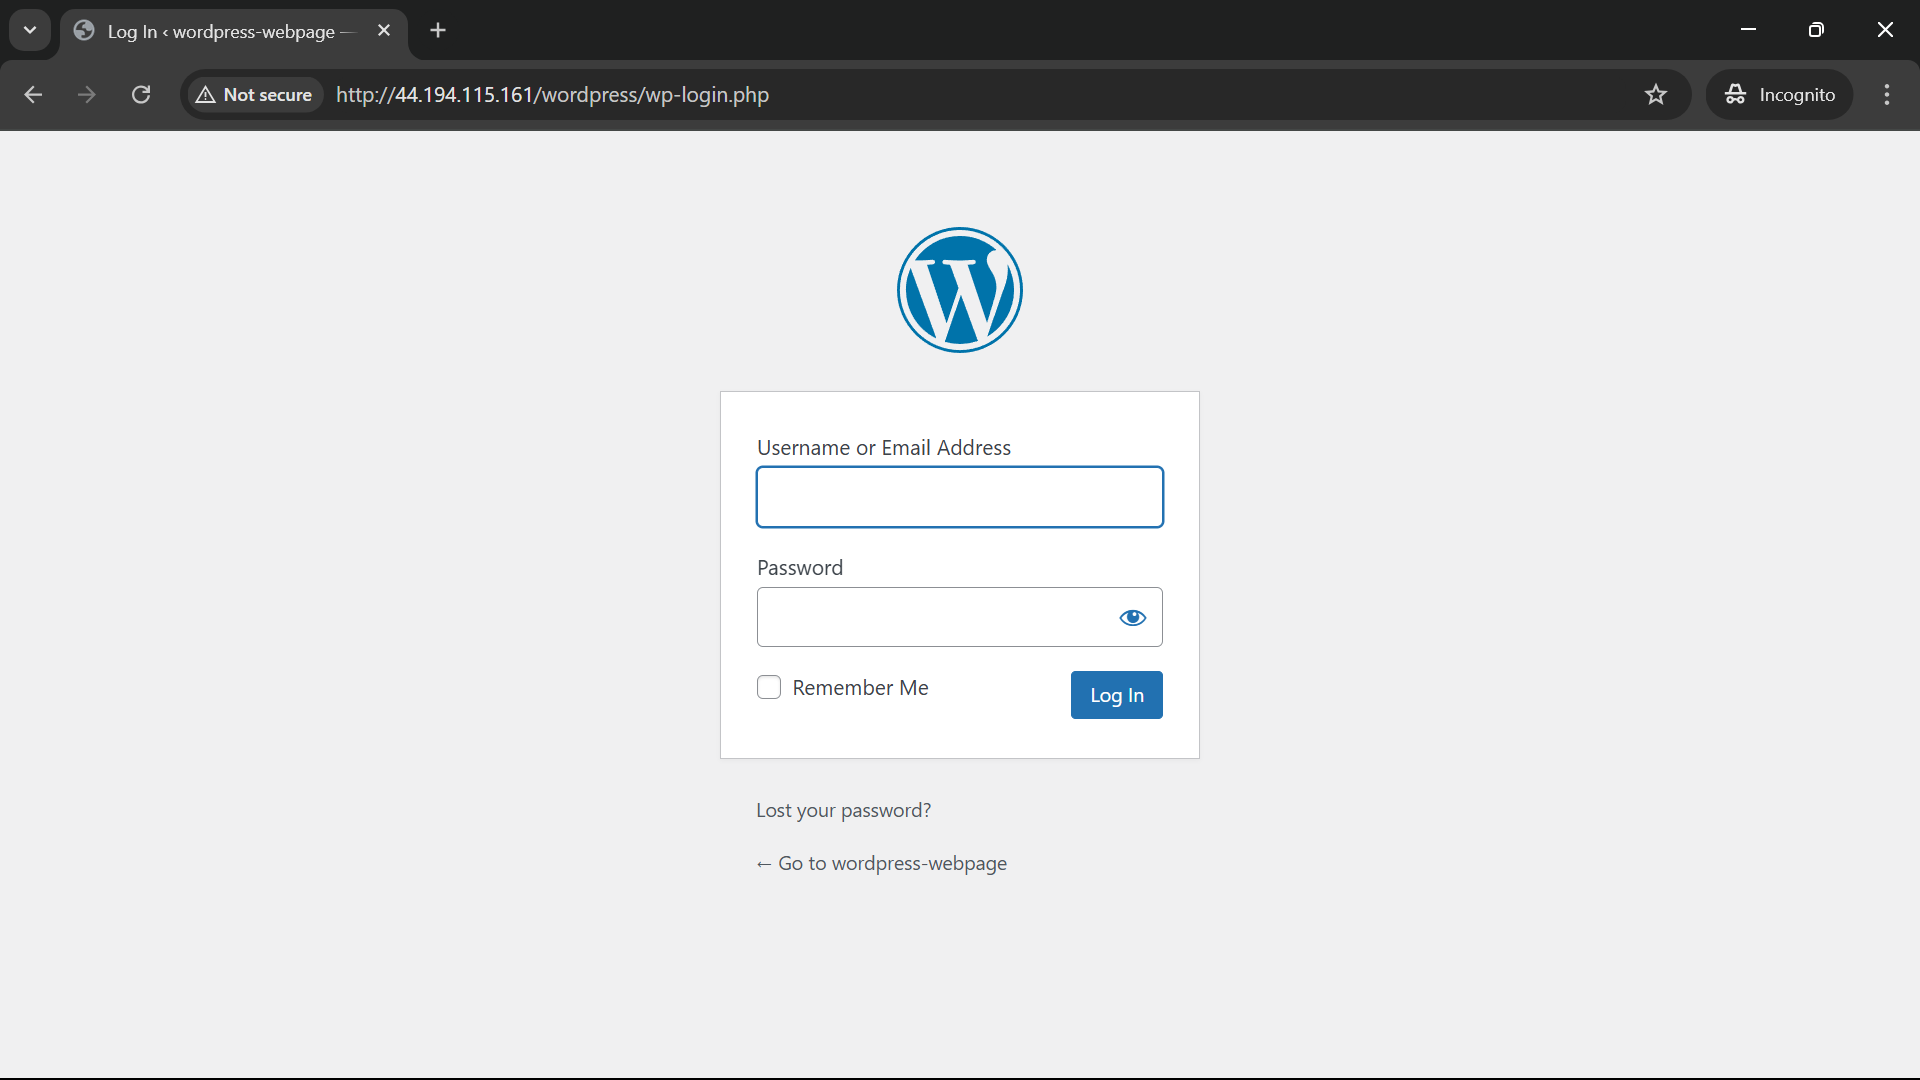 Log In ‹ wordpress-webpage —
Not secure
http://44.194.115.161/wordpress/wp-login.php
Incognito
Username or Email Address
Password
Remember Me
Log In
Lost your password?
← Go to wordpress-webpage